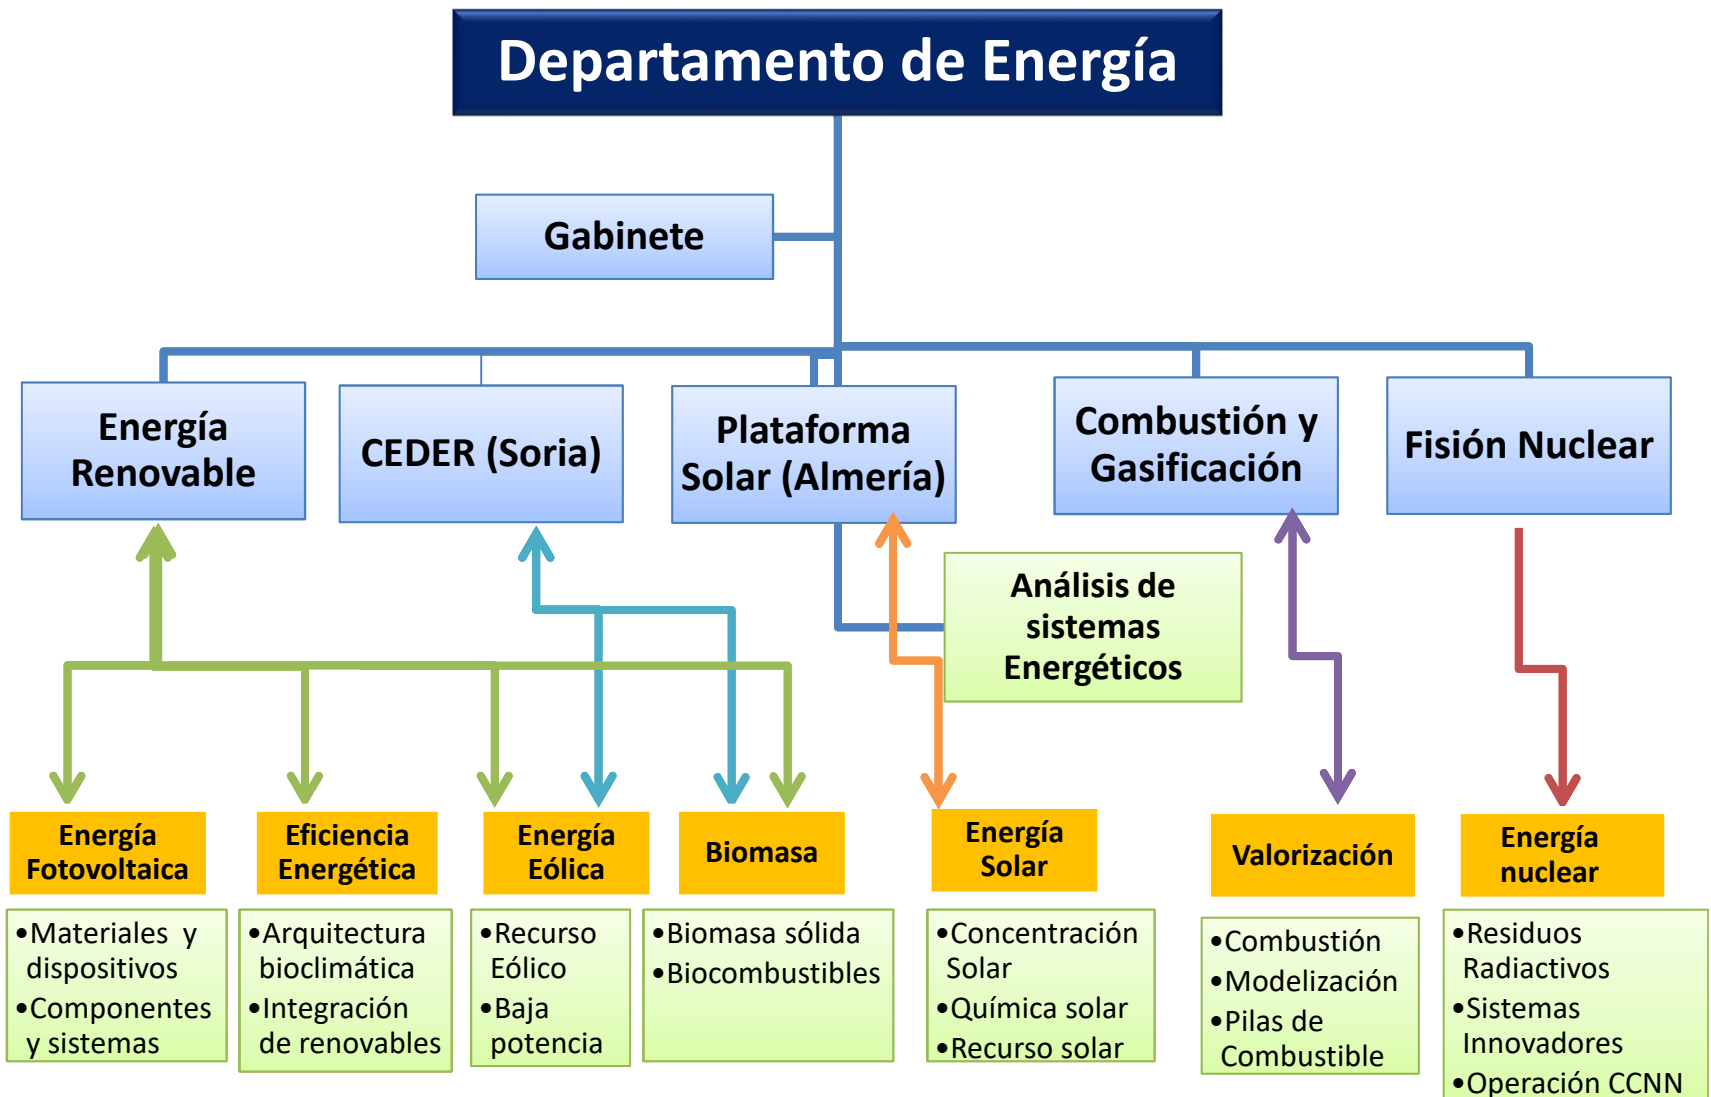 Departamento de Energía
Gabinete
Energía
Renovable
CEDER (Soria)
Plataforma
Solar (Almería)
Combustión y
Gasificación
Fisión Nuclear
Análisis de
sistemas
Energéticos
Energía
Fotovoltaica
Eficiencia
Energética
Energía
Eólica
Biomasa
Energía
Solar
Valorización
Energía
nuclear
•Materiales y
dispositivos
•Componentes
y sistemas
•Arquitectura
bioclimática
•Integración
de renovables
•Recurso
Eólico
•Baja
potencia
•Biomasa sólida
•Biocombustibles
•Concentración
Solar
•Química solar
•Recurso solar
•Combustión
•Modelización
•Pilas de
Combustible
•Residuos
Radiactivos
•Sistemas
Innovadores
•Operación CCNN